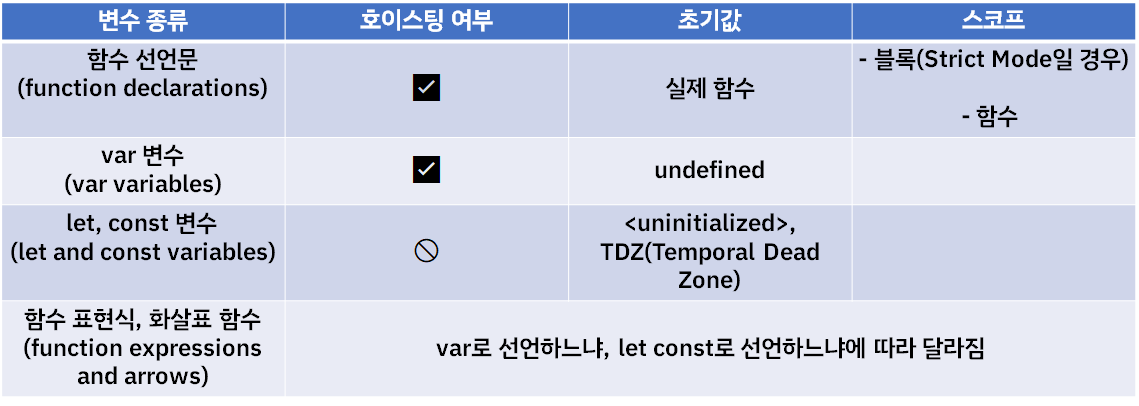 변수 종류
호이스팅 여부
초기값
스코프
함수 선언문
(function declarations)
실제 함수
- 블록(Strict Mode일 경우)
- 함수
var 변수
(var variables)
undefined
let, const 변수
(let and const variables)
<uninitialized>,
TDZ(Temporal Dead
Zone)
함수 표현식, 화살표 함수
(function expressions
and arrows)
var로 선언하느냐, let const로 선언하느냐에 따라 달라짐